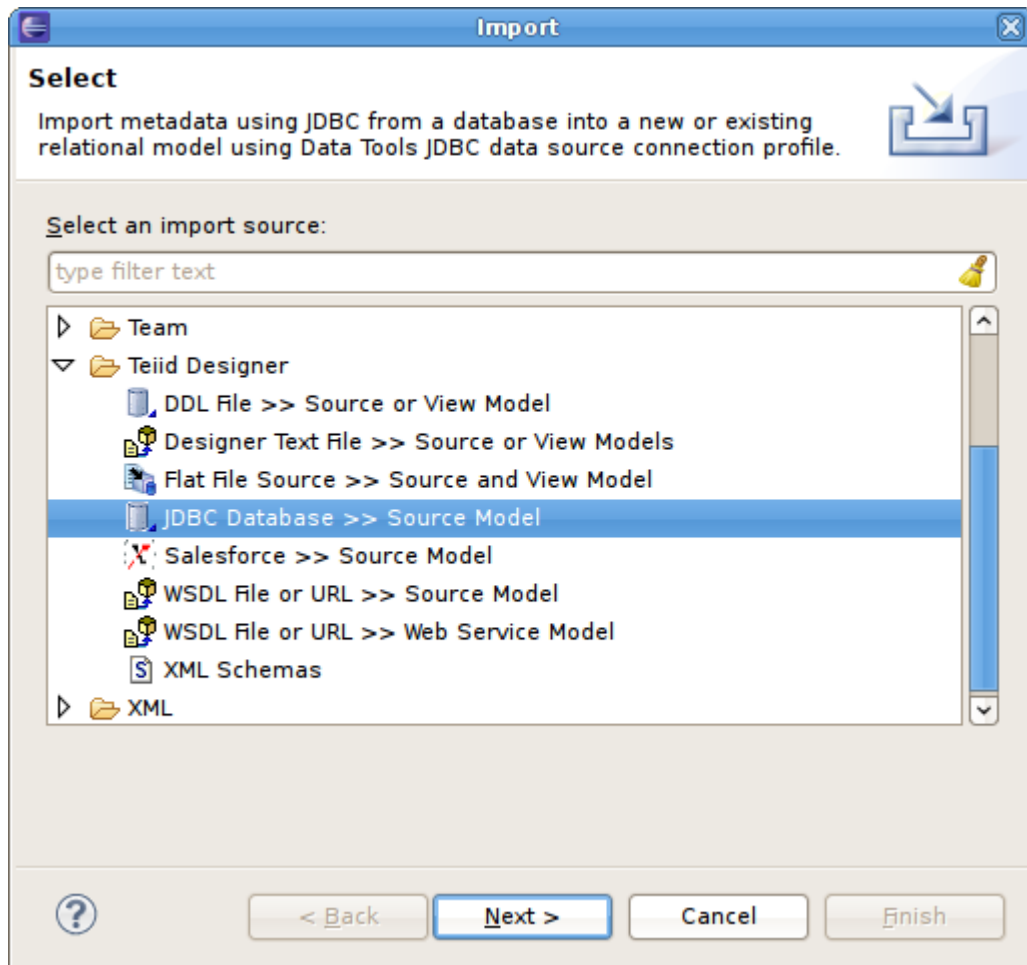 Import
Select
Import metadata using JDBC from a database into a new or existing
relational model using Data Tools JDBC data source connection profile.
Select an import source:
type filter text
Team
Teiid Designer
DDL File >> Source or View Model
Designer Text File >> Source or View Models
Flat File Source >> Source and View Model
JDBC Database >> Source Model
Salesforce >> Source Model
WSDL File or URL >> Source Model
WSDL File or URL >> Web Service Model
XML Schemas
XML
< Back Next > Cancel Finish